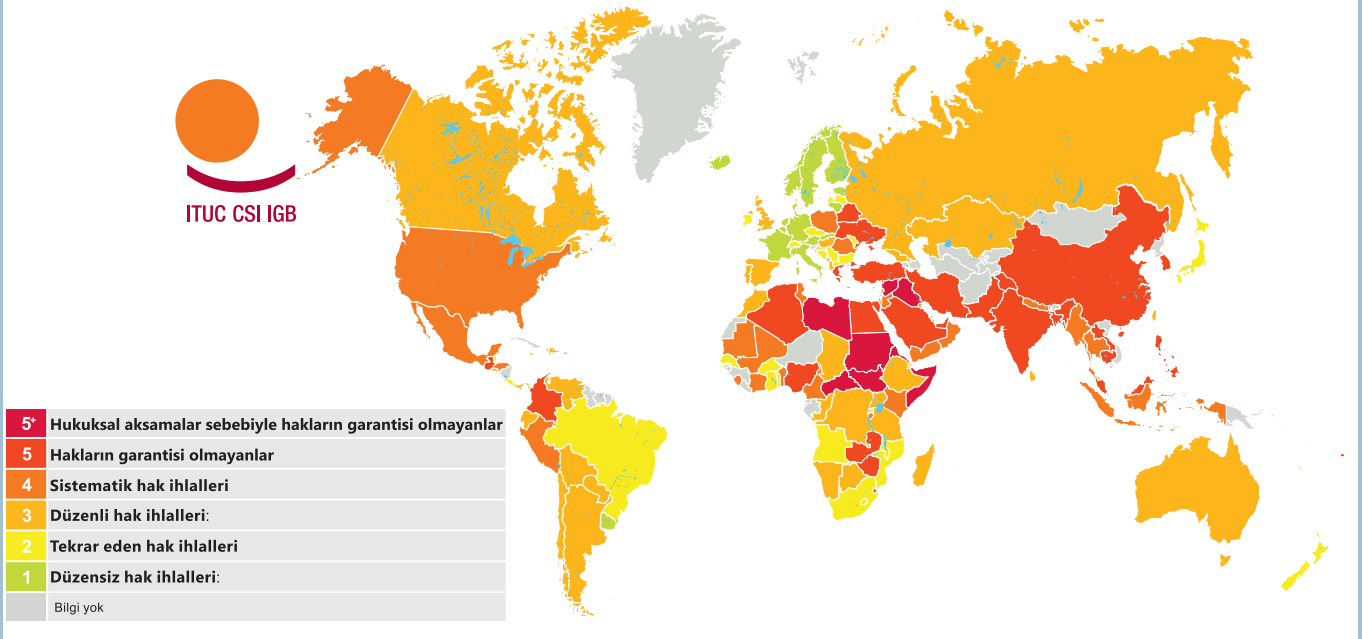 ITUC CSI IGB
5+ Hukuksal aksamalar sebebiyle hakların garantisi olmayanlar
5 Hakların garantisi olmayanlar
4 Sistematik hak ihlalleri
3 Düzenli hak ihlalleri:
2 Tekrar eden hak ihlalleri
1 Düzensiz hak ihlalleri:
Bilgi yok